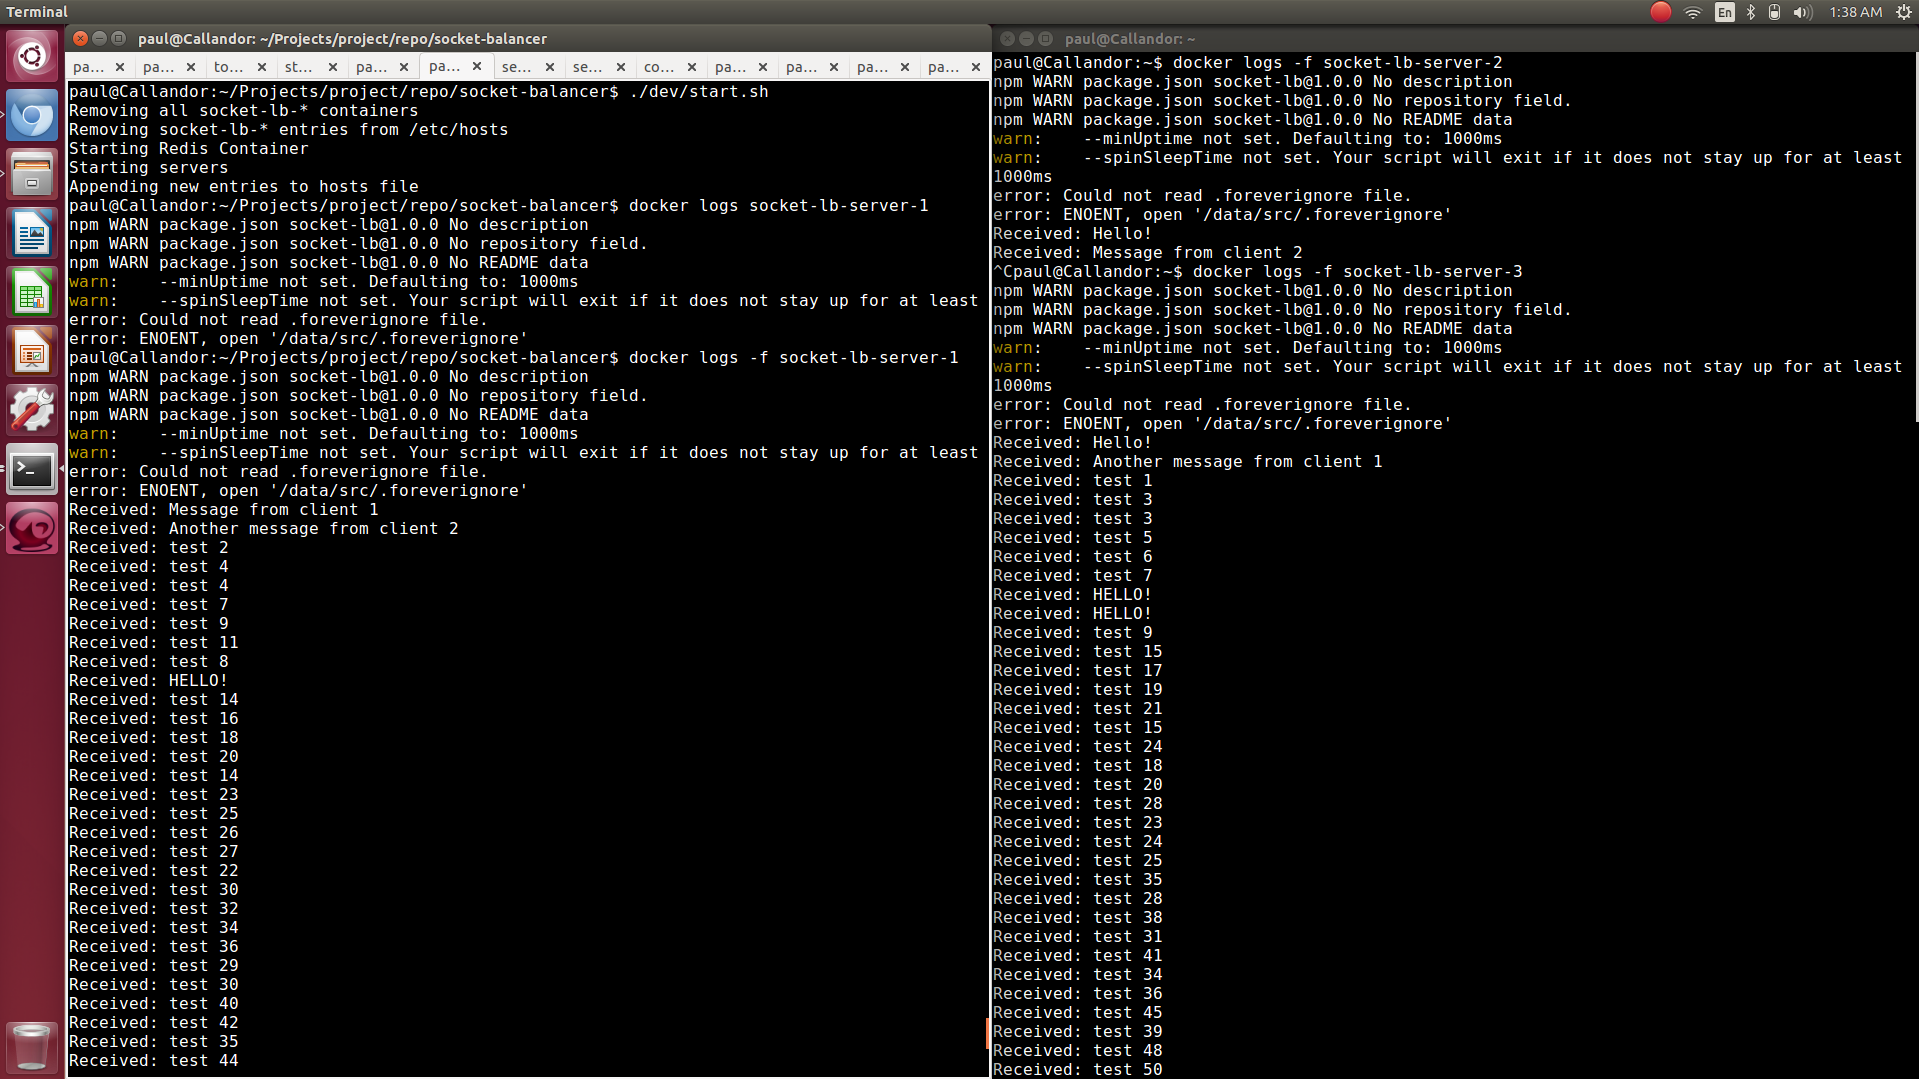 Terminal
En
1:38 AM
paul@Callandor: ~/Projects/project/repo/socket-balancer
pa...
pa...
to...
st...
pa...
pa...
se...
se...
co...
pa...
pa...
pa...
pa...
paul@Callandor:~/Projects/project/repo/socket-balancer$ ./dev/start.sh
Removing all socket-lb-* containers
Removing socket-lb-* entries from /etc/hosts
Starting Redis Container
Starting servers
Appending new entries to hosts file
paul@Callandor:~/Projects/project/repo/socket-balancer$ docker logs socket-lb-server-1
npm WARN package.json socket-lb@1.0.0 No description
npm WARN package.json socket-lb@1.0.0 No repository field.
npm WARN package.json socket-lb@1.0.0 No README data
warn:    --minUptime not set. Defaulting to: 1000ms
warn:    --spinSleepTime not set. Your script will exit if it does not stay up for at least
error: Could not read .foreverignore file.
error: ENOENT, open '/data/src/.foreverignore'
paul@Callandor:~/Projects/project/repo/socket-balancer$ docker logs -f socket-lb-server-1
npm WARN package.json socket-lb@1.0.0 No description
npm WARN package.json socket-lb@1.0.0 No repository field.
npm WARN package.json socket-lb@1.0.0 No README data
warn:    --minUptime not set. Defaulting to: 1000ms
warn:    --spinSleepTime not set. Your script will exit if it does not stay up for at least
error: Could not read .foreverignore file.
error: ENOENT, open '/data/src/.foreverignore'
Received: Message from client 1
Received: Another message from client 2
Received: test 2
Received: test 4
Received: test 4
Received: test 7
Received: test 9
Received: test 11
Received: test 8
Received: HELLO!
Received: test 14
Received: test 16
Received: test 18
Received: test 20
Received: test 14
Received: test 23
Received: test 25
Received: test 26
Received: test 27
Received: test 22
Received: test 30
Received: test 32
Received: test 34
Received: test 36
Received: test 29
Received: test 30
Received: test 40
Received: test 42
Received: test 35
Received: test 44
paul@Callandor: ~
paul@Callandor:~$ docker logs -f socket-lb-server-2
npm WARN package.json socket-lb@1.0.0 No description
npm WARN package.json socket-lb@1.0.0 No repository field.
npm WARN package.json socket-lb@1.0.0 No README data
warn:    --minUptime not set. Defaulting to: 1000ms
warn:    --spinSleepTime not set. Your script will exit if it does not stay up for at least
1000ms
error: Could not read .foreverignore file.
error: ENOENT, open '/data/src/.foreverignore'
Received: Hello!
Received: Message from client 2
^Cpaul@Callandor:~$ docker logs -f socket-lb-server-3
npm WARN package.json socket-lb@1.0.0 No description
npm WARN package.json socket-lb@1.0.0 No repository field.
npm WARN package.json socket-lb@1.0.0 No README data
warn:    --minUptime not set. Defaulting to: 1000ms
warn:    --spinSleepTime not set. Your script will exit if it does not stay up for at least
1000ms
error: Could not read .foreverignore file.
error: ENOENT, open '/data/src/.foreverignore'
Received: Hello!
Received: Another message from client 1
Received: test 1
Received: test 3
Received: test 3
Received: test 5
Received: test 6
Received: test 7
Received: HELLO!
Received: HELLO!
Received: test 9
Received: test 15
Received: test 17
Received: test 19
Received: test 21
Received: test 15
Received: test 24
Received: test 18
Received: test 20
Received: test 28
Received: test 23
Received: test 24
Received: test 25
Received: test 35
Received: test 28
Received: test 38
Received: test 31
Received: test 41
Received: test 34
Received: test 36
Received: test 45
Received: test 39
Received: test 48
Received: test 50